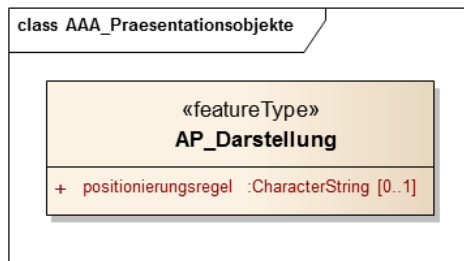 class AAA_Praesentationsobjekte
«featureType»
AP_Darstellung
+ positionierungsregel :CharacterString [0..1]